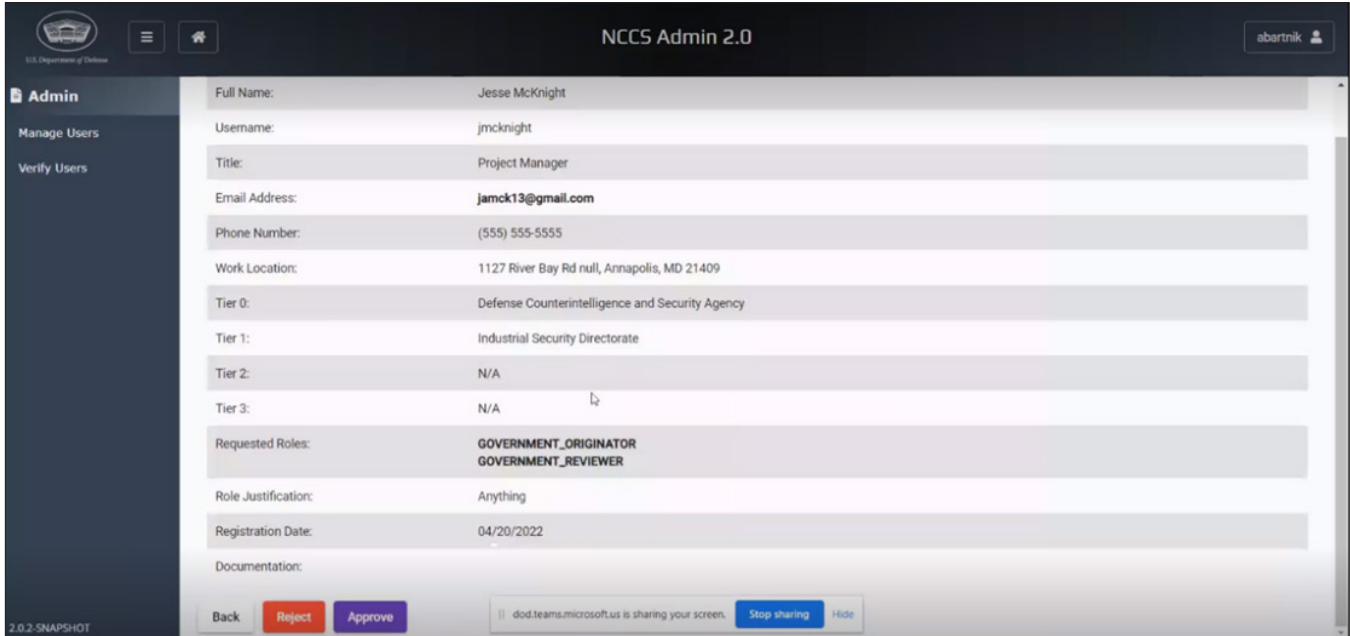 NCCS Admin 2.0
abartnik
U.S. Department of Defense
Admin
Manage Users
Verify Users
Full Name: Jesse McKnight
Username: jmcknight
Title: Project Manager
Email Address: jamck13@gmail.com
Phone Number: (555) 555-5555
Work Location: 1127 River Bay Rd null, Annapolis, MD 21409
Tier 0: Defense Counterintelligence and Security Agency
Tier 1: Industrial Security Directorate
Tier 2: N/A
Tier 3: N/A
Requested Roles: GOVERNMENT_ORIGINATOR
GOVERNMENT_REVIEWER
Role Justification: Anything
Registration Date: 04/20/2022
Documentation:
Back Reject Approve
dod.teams.microsoft.us is sharing your screen. Stop sharing Hide
2.0.2-SNAPSHOT